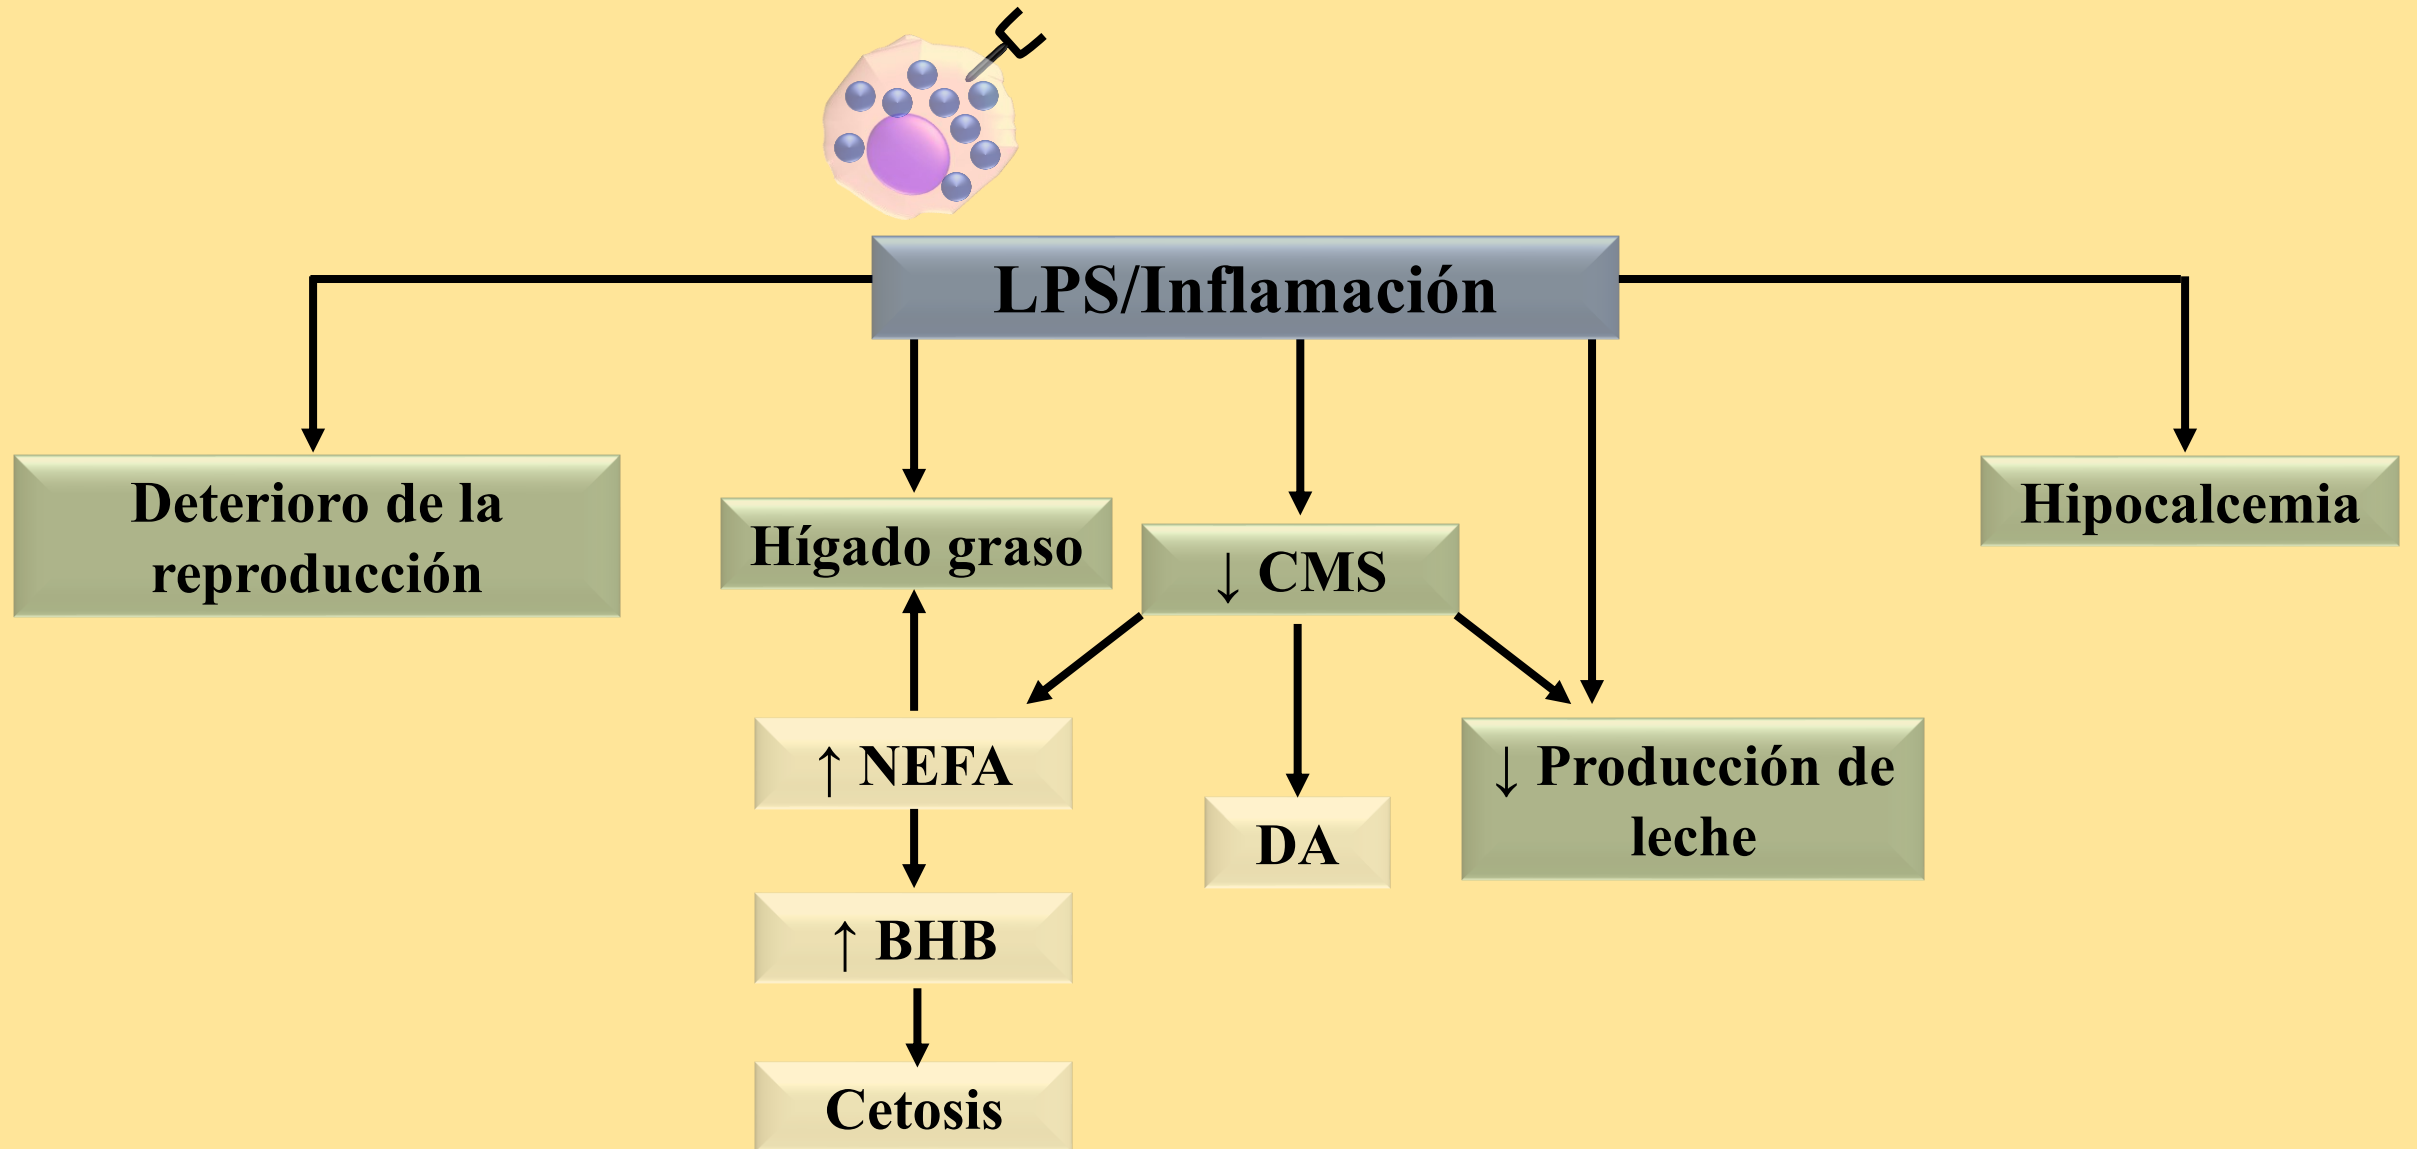 LPS/Inflamación
Deterioro de la
reproducción
Hígado graso
↓ CMS
Hipocalcemia
↑ NEFA
DA
↓ Producción de
leche
↑ BHB
Cetosis